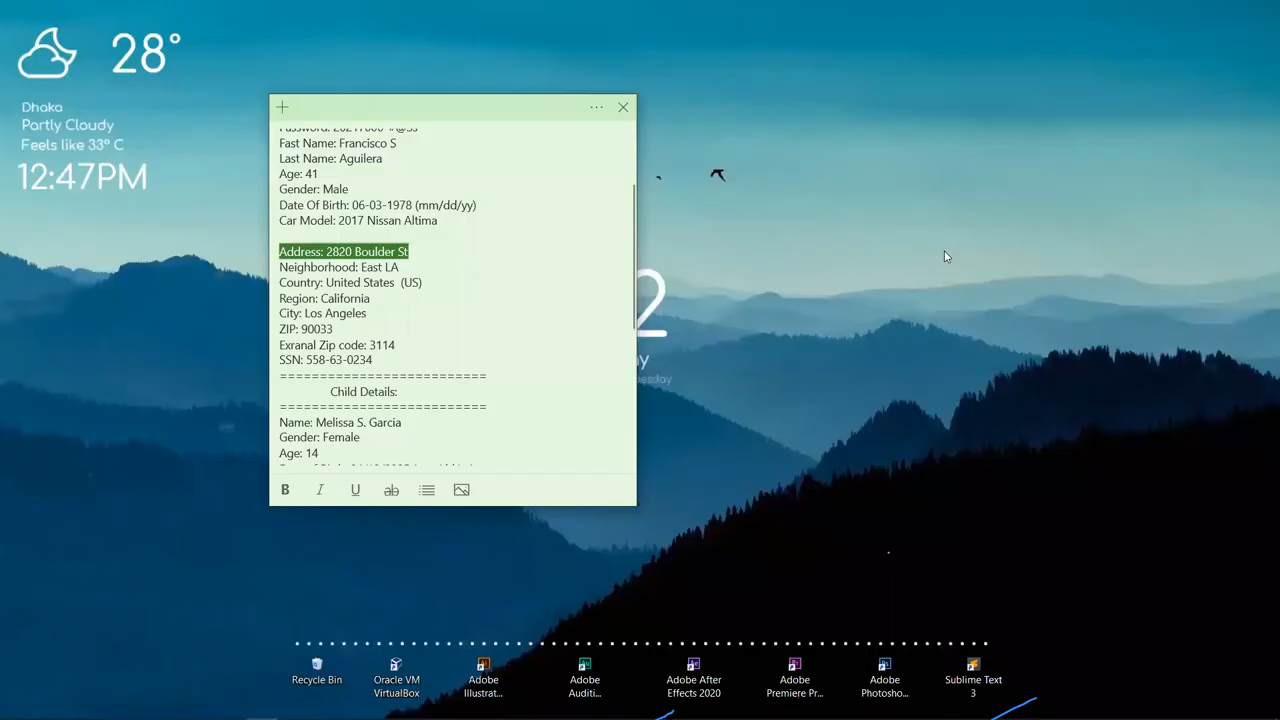 28°
Dhaka
Partly Cloudy
Feels like 33° C
12:47PM
Fast Name: Francisco S
Last Name: Aguilera
Age: 41
Gender: Male
Date Of Birth: 06-03-1978 (mm/dd/yy)
Car Model: 2017 Nissan Altima
Address: 2820 Boulder St
Neighborhood: East LA
Country: United States (US)
Region: California
City: Los Angeles
ZIP: 90033
Exranal Zip code: 3114
SSN: 558-63-0234
=========================
Child Details:
=========================
Name: Melissa S. Garcia
Gender: Female
Age: 14
B I U ab
2
Recycle Bin
Oracle VM
VirtualBox
Adobe
Illustrat...
Adobe
Auditi...
Adobe After
Effects 2020
Adobe
Premiere Pr...
Adobe
Photosho...
Sublime Text
3